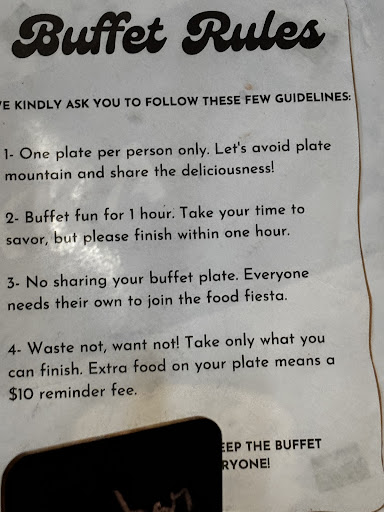 Buffet Rules
E KINDLY ASK YOU TO FOLLOW THESE FEW GUIDELINES:
1- One plate per person only. Let's avoid plate
mountain and share the deliciousness!
2- Buffet fun for 1 hour. Take your time to
savor, but please finish within one hour.
3- No sharing your buffet plate. Everyone
needs their own to join the food fiesta.
4- Waste not, want not! Take only what you
can finish. Extra food on your plate means a
$10 reminder fee.
EEP THE BUFFET
RYONE!